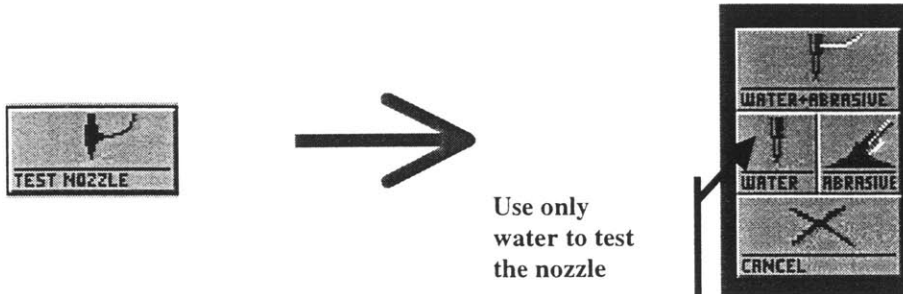 TEST NOZZLE
Use only
water to test
the nozzle
WATER+ABRASIVE
WATER
ABRASIVE
CANCEL